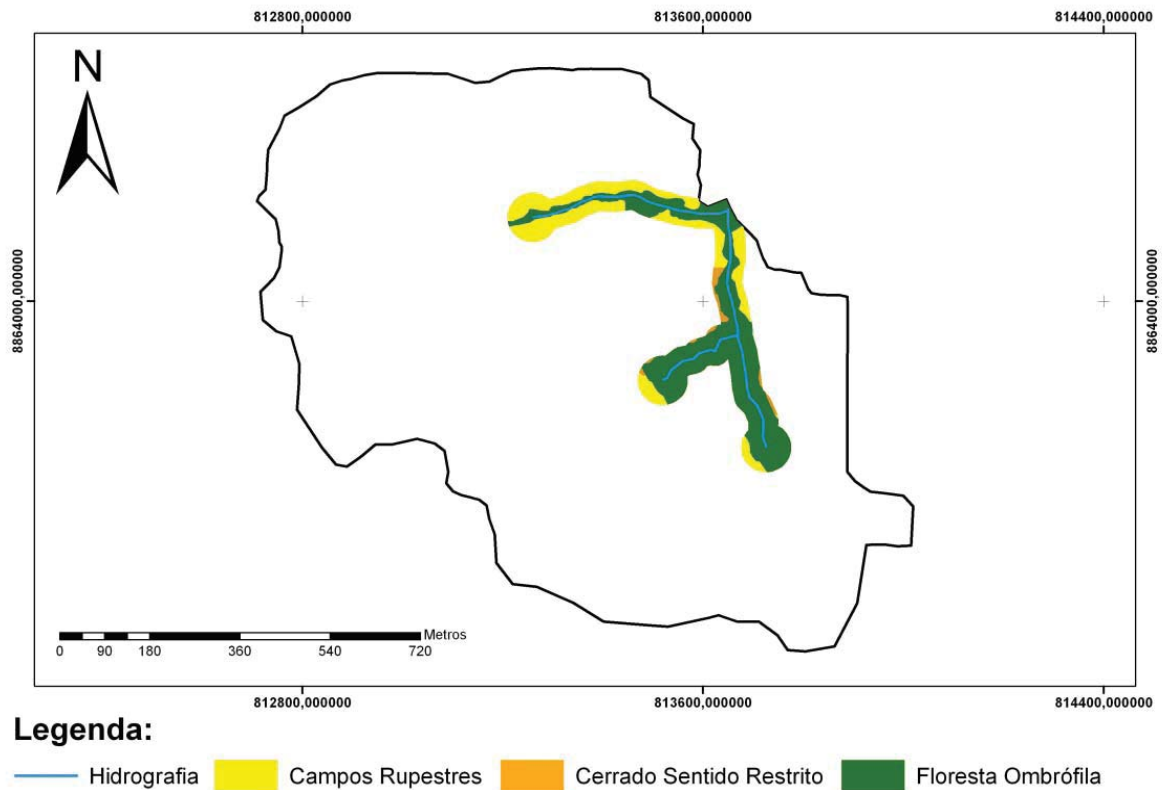 812800,000000 813600,000000 814400,000000
N
8864000,000000 8864000,000000
Metros
0 90 180 360 540 720
812800,000000 813600,000000 814400,000000
Legenda:
Hidrografia Campos Rupestres Cerrado Sentido Restrito Floresta Ombrófila